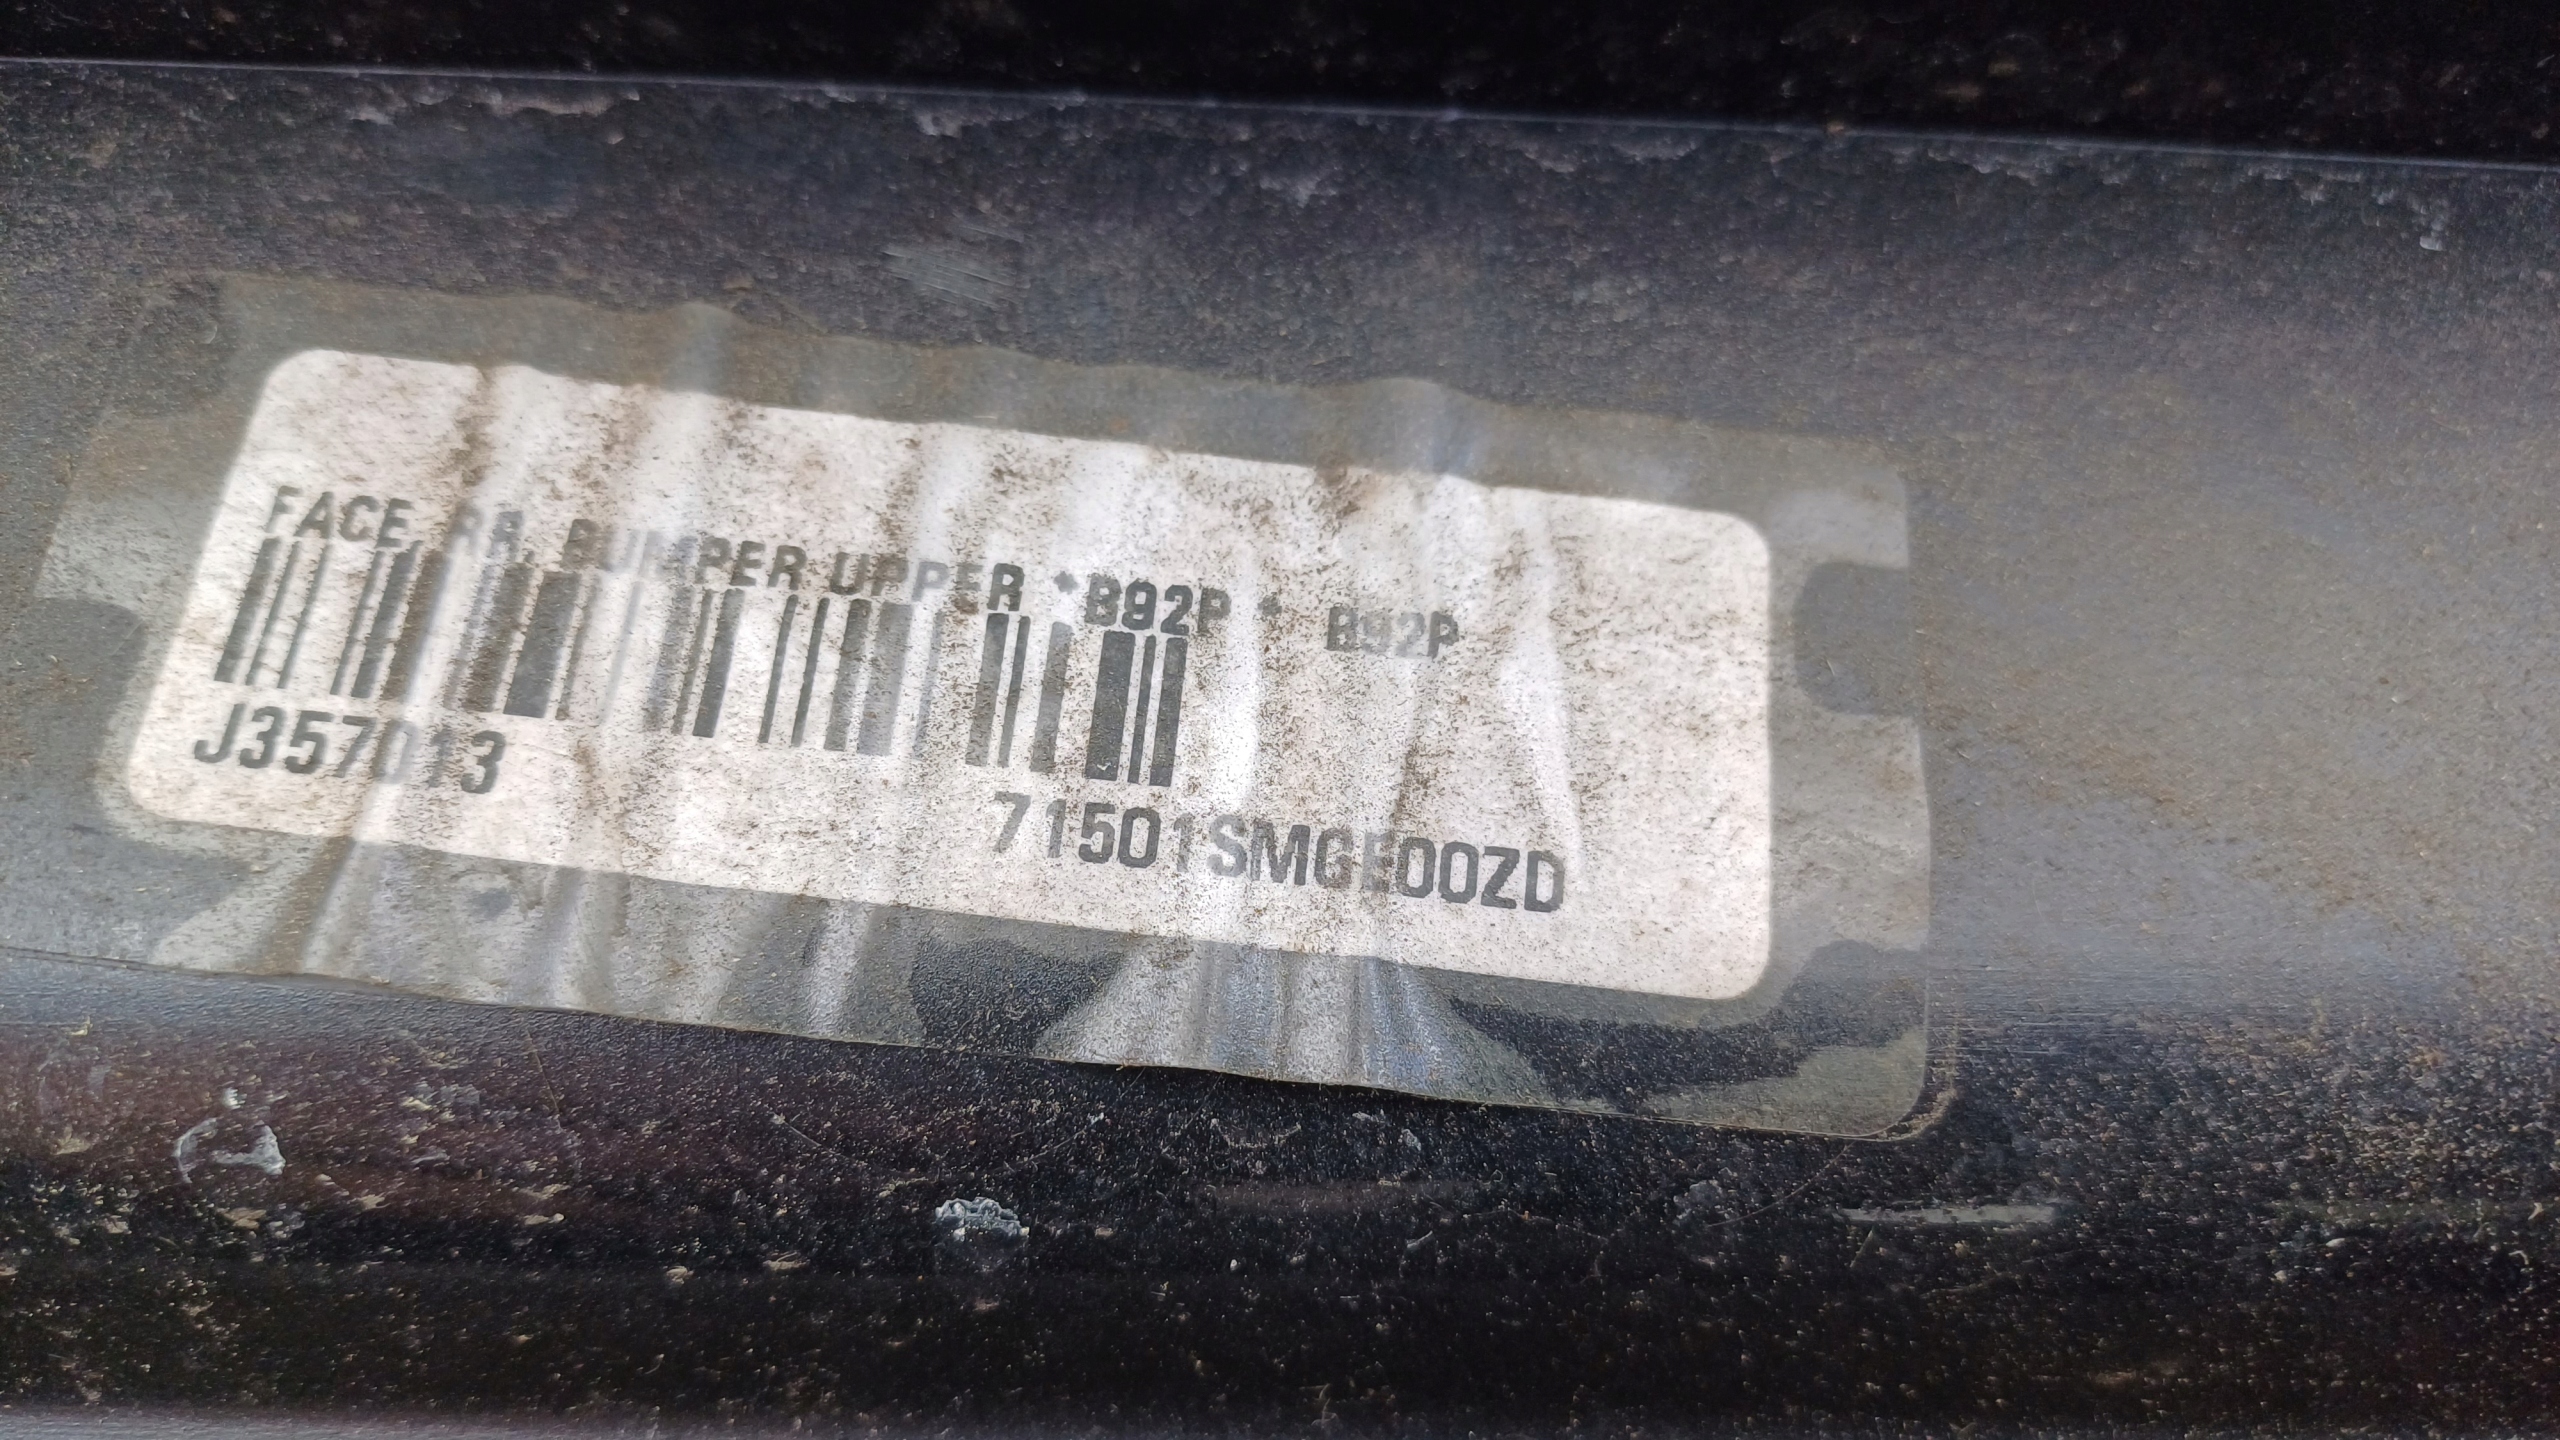 FACE, RR. BUMPER UPPER *B92P * B92P
J357013
71501SMGE00ZD